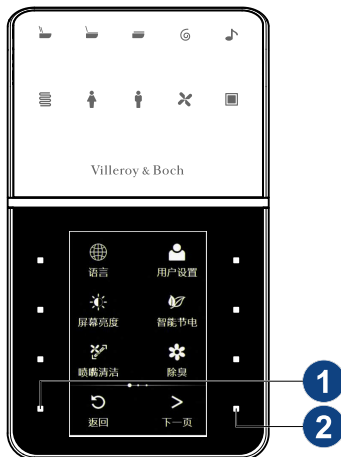 Villeroy & Boch
语言 用户设置
屏幕亮度 智能节电
喷嘴清洁 除臭
返回 下一页
1
2